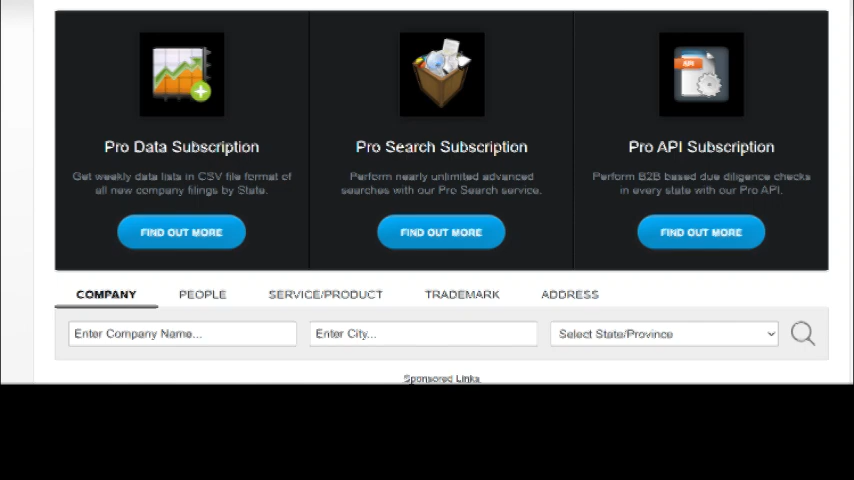 API
Pro Data Subscription
Get weekly data lists in CSV file format of
all new company filings by State.
FIND OUT MORE
Pro Search Subscription
Perform nearly unlimited advanced
searches with our Pro Search service.
FIND OUT MORE
Pro API Subscription
Perform B2B based due diligence checks
in every state with our Pro API.
FIND OUT MORE
COMPANY PEOPLE SERVICE/PRODUCT TRADEMARK ADDRESS
Enter Company Name... Enter City... Select State/Province
Sponsored Links